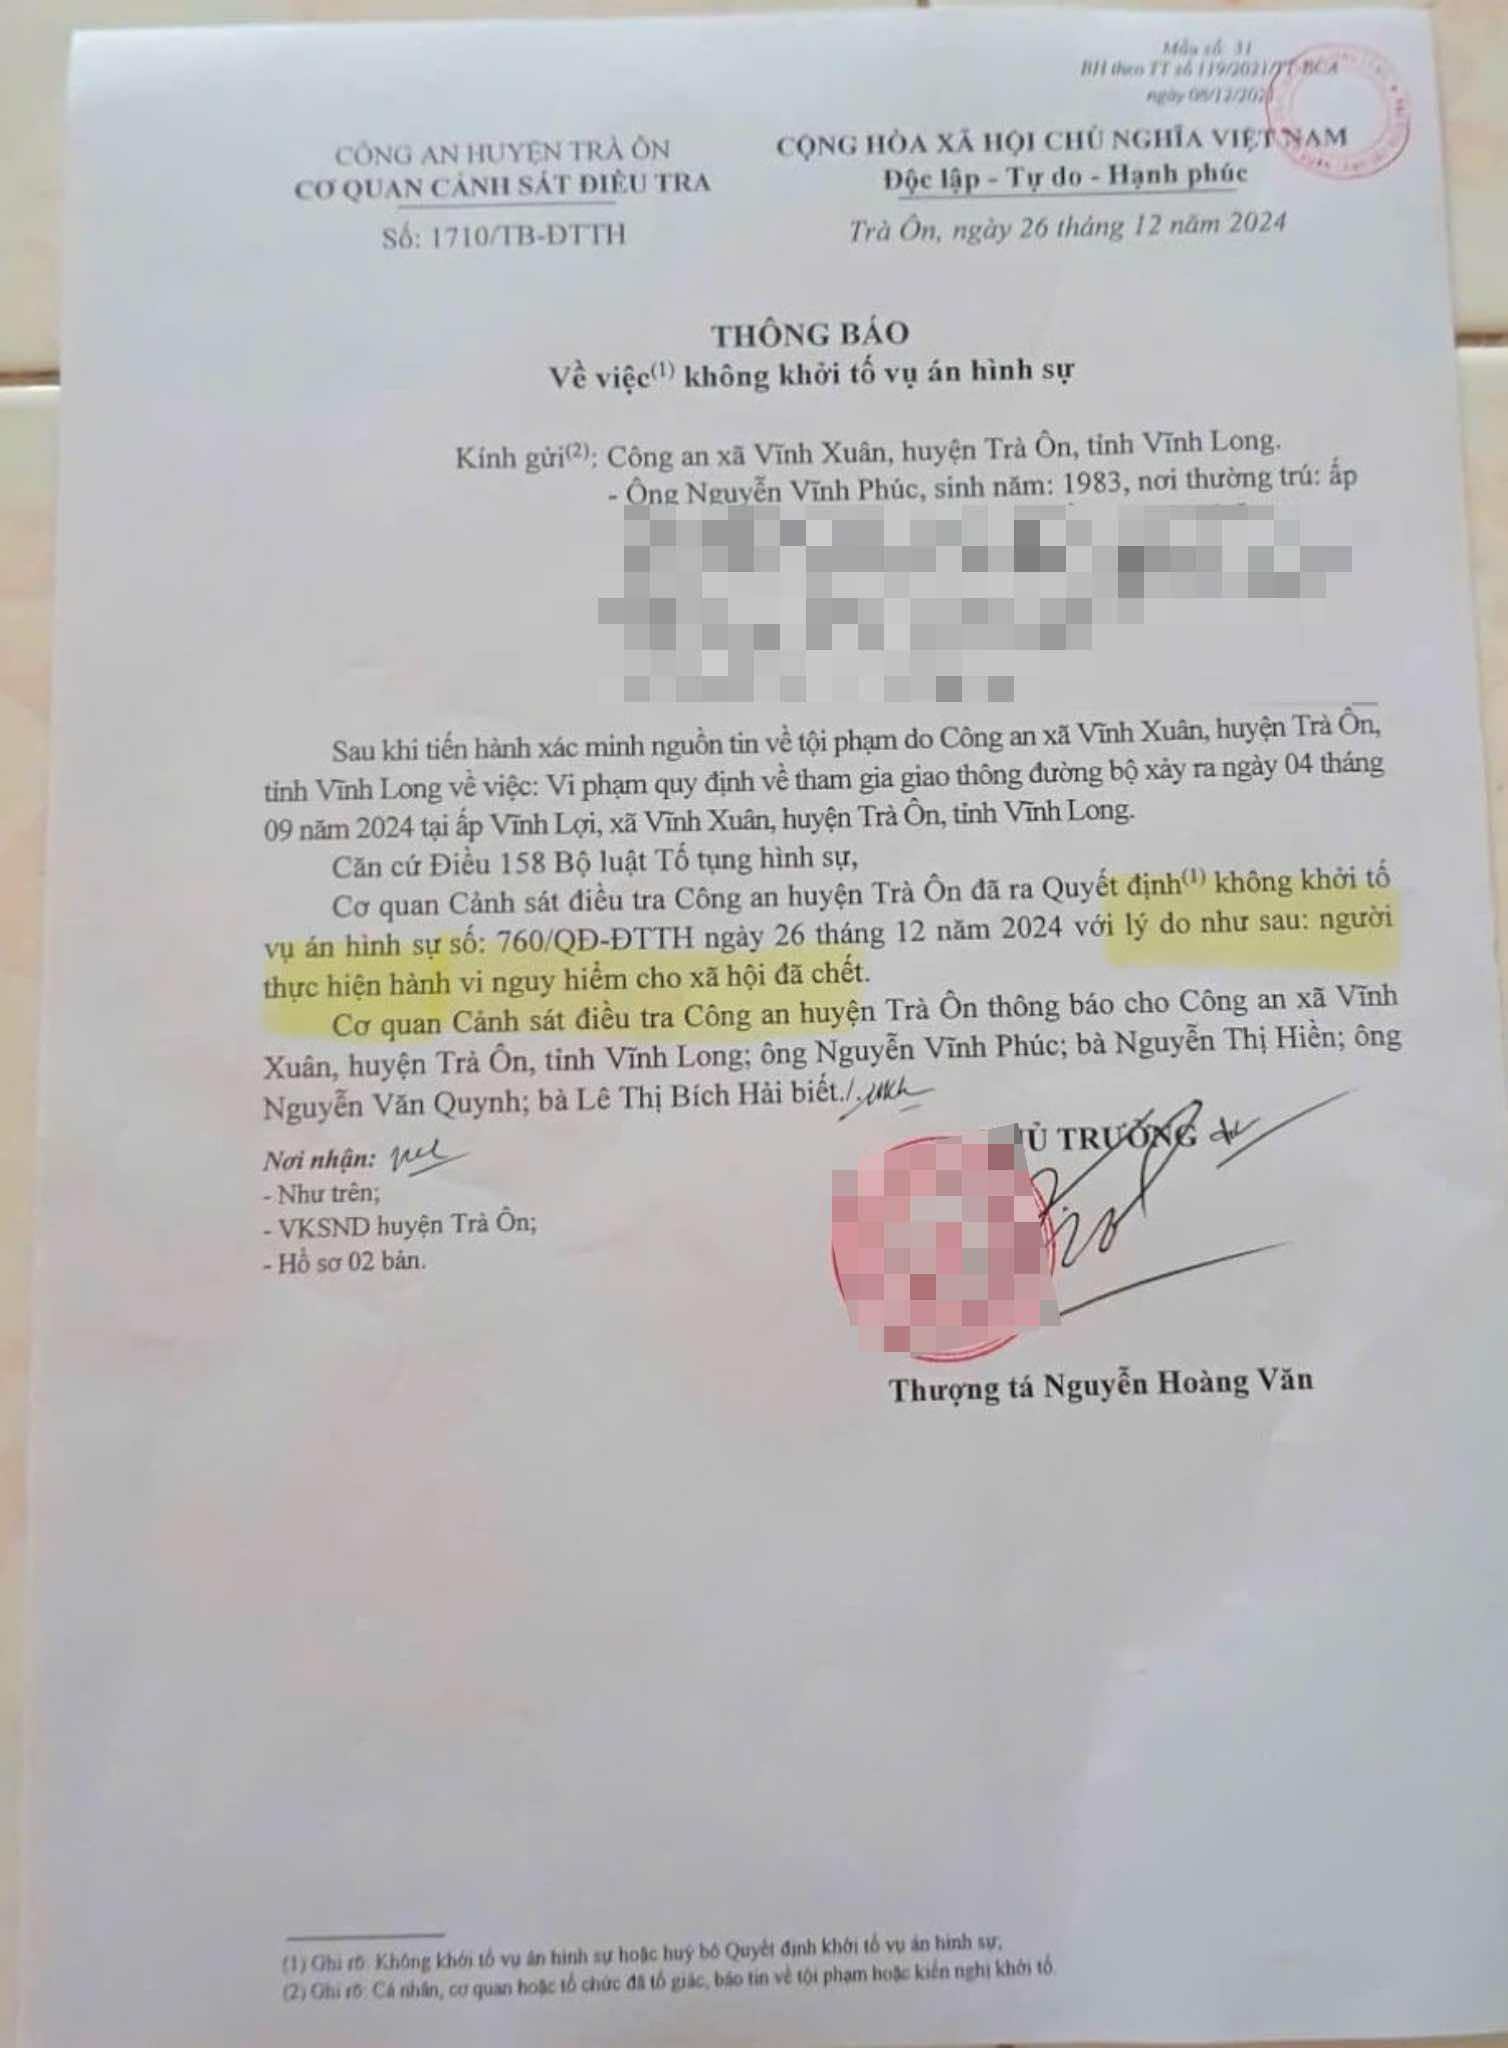 Mẫu số 31
BH theo TT số 119/2021/TT-BCA
ngày 08/12/2021
CÔNG AN HUYỆN TRÀ ÔN
CƠ QUAN CẢNH SÁT ĐIỀU TRA
Số: 1710/TB-ĐTTH
CỘNG HÒA XÃ HỘI CHỦ NGHĨA VIỆT NAM
Độc lập - Tự do - Hạnh phúc
Trà Ôn, ngày 26 tháng 12 năm 2024
THÔNG BÁO
Về việc(1) không khởi tố vụ án hình sự
Kính gửi(2): Công an xã Vĩnh Xuân, huyện Trà Ôn, tỉnh Vĩnh Long.
- Ông Nguyễn Vĩnh Phúc, sinh năm: 1983, nơi thường trú: ấp
Sau khi tiến hành xác minh nguồn tin về tội phạm do Công an xã Vĩnh Xuân, huyện Trà Ôn,
tỉnh Vĩnh Long về việc: Vi phạm quy định về tham gia giao thông đường bộ xảy ra ngày 04 tháng
09 năm 2024 tại ấp Vĩnh Lợi, xã Vĩnh Xuân, huyện Trà Ôn, tỉnh Vĩnh Long.
Căn cứ Điều 158 Bộ luật Tố tụng hình sự,
Cơ quan Cảnh sát điều tra Công an huyện Trà Ôn đã ra Quyết định(1) không khởi tố
vụ án hình sự số: 760/QĐ-ĐTTH ngày 26 tháng 12 năm 2024 với lý do như sau: người
thực hiện hành vi nguy hiểm cho xã hội đã chết.
Cơ quan Cảnh sát điều tra Công an huyện Trà Ôn thông báo cho Công an xã Vĩnh
Xuân, huyện Trà Ôn, tỉnh Vĩnh Long; ông Nguyễn Vĩnh Phúc; bà Nguyễn Thị Hiền; ông
Nguyễn Văn Quynh; bà Lê Thị Bích Hải biết./.
Nơi nhận:
- Như trên;
- VKSND huyện Trà Ôn;
- Hồ sơ 02 bản.
Ủ TRƯỞNG
Thượng tá Nguyễn Hoàng Văn
(1) Ghi rõ: Không khởi tố vụ án hình sự hoặc huỷ bỏ Quyết định khởi tố vụ án hình sự;
(2) Ghi rõ: Cá nhân, cơ quan hoặc tổ chức đã tố giác, báo tin về tội phạm hoặc kiến nghị khởi tố.